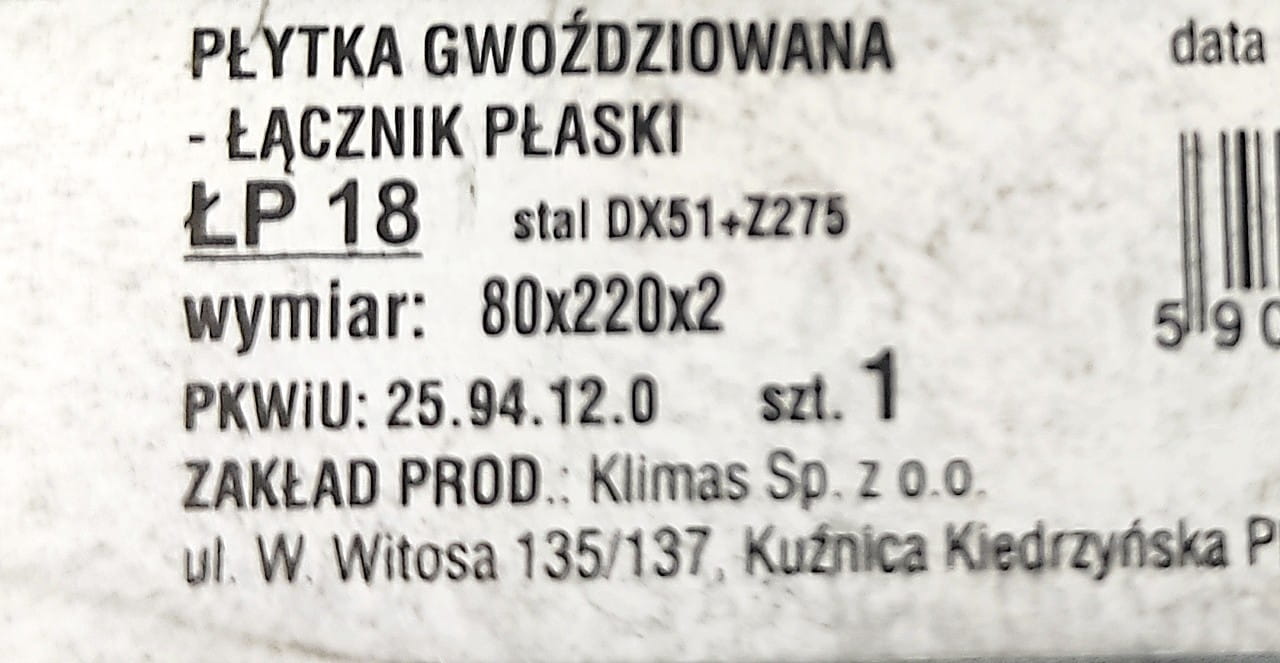 PŁYTKA GWOŹDZIOWANA
- ŁĄCZNIK PŁASKI
ŁP 18 stal DX51+Z275
wymiar: 80x220x2
PKWiU: 25.94.12.0 szt. 1
ZAKŁAD PROD.: Klimas Sp. z o.o.
ul. W. Witosa 135/137, Kuźnica Kiedrzyńska P
data
5 90